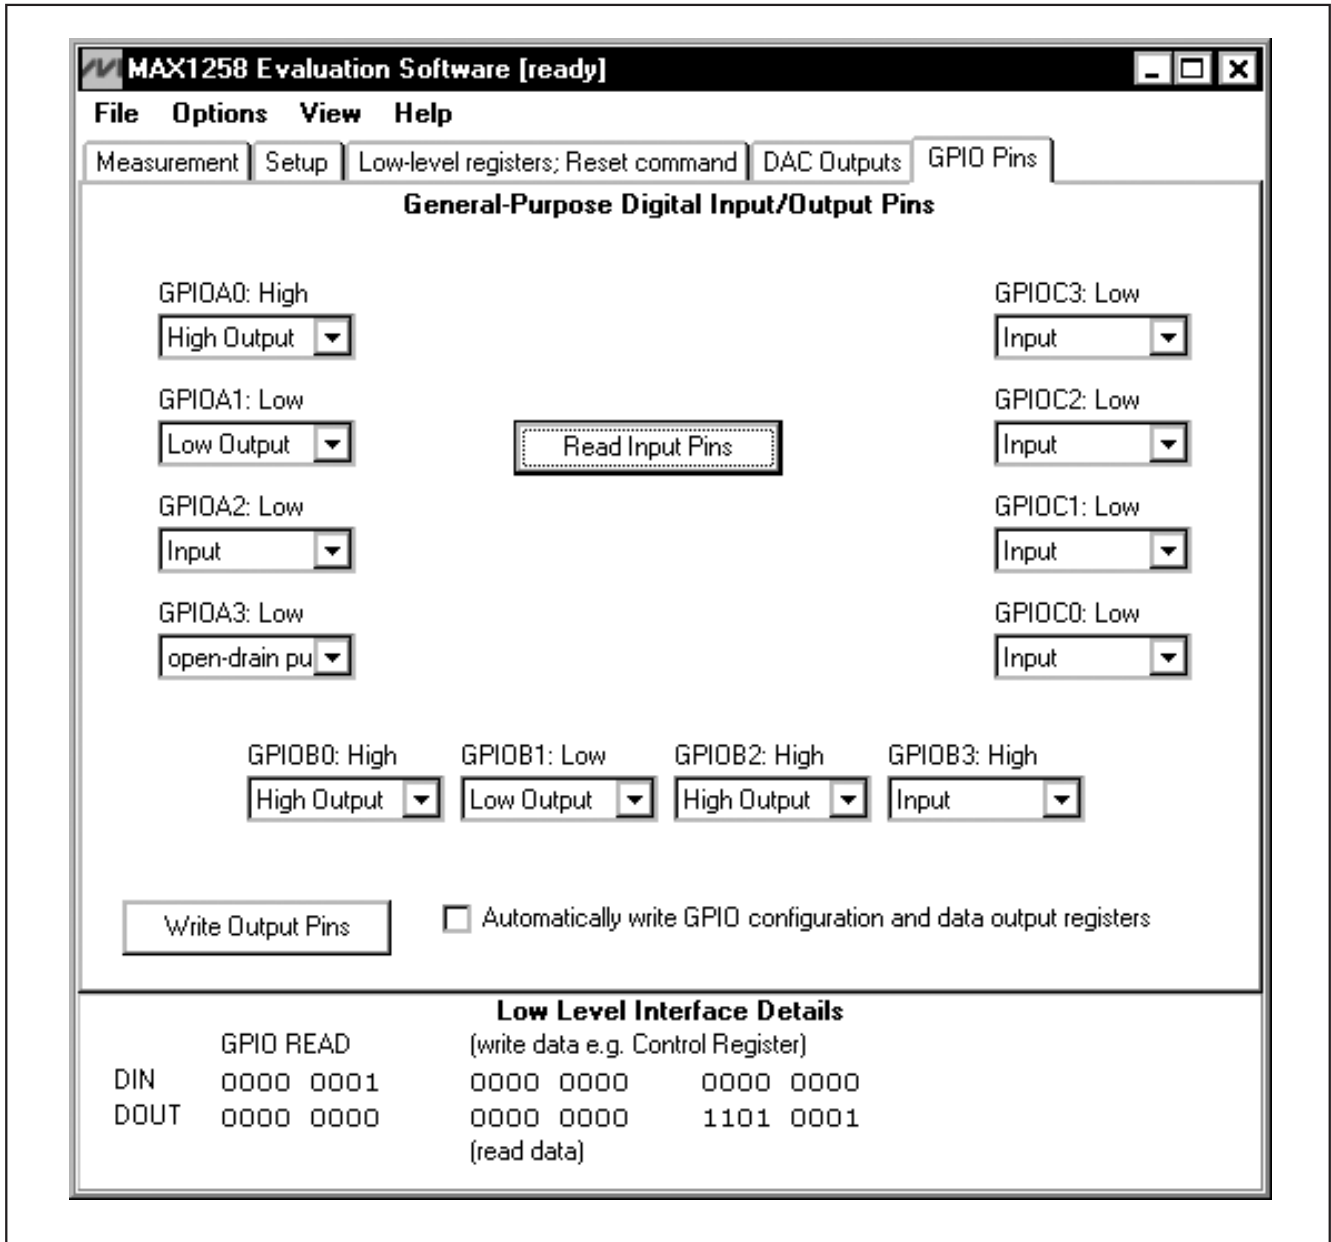 MAX1258 Evaluation Software [ready]
File Options View Help
Measurement Setup Low-level registers; Reset command DAC Outputs GPIO Pins
General-Purpose Digital Input/Output Pins
GPIOA0: High GPIOC3: Low
High Output Input
GPIOA1: Low GPIOC2: Low
Low Output Read Input Pins Input
GPIOA2: Low GPIOC1: Low
Input Input
GPIOA3: Low GPIOC0: Low
open-drain pu Input
GPIOB0: High GPIOB1: Low GPIOB2: High GPIOB3: High
High Output Low Output High Output Input
Write Output Pins Automatically write GPIO configuration and data output registers
Low Level Interface Details
GPIO READ (write data e.g. Control Register)
DIN 0000 0001 0000 0000 0000 0000
DOUT 0000 0000 0000 0000 1101 0001
(read data)